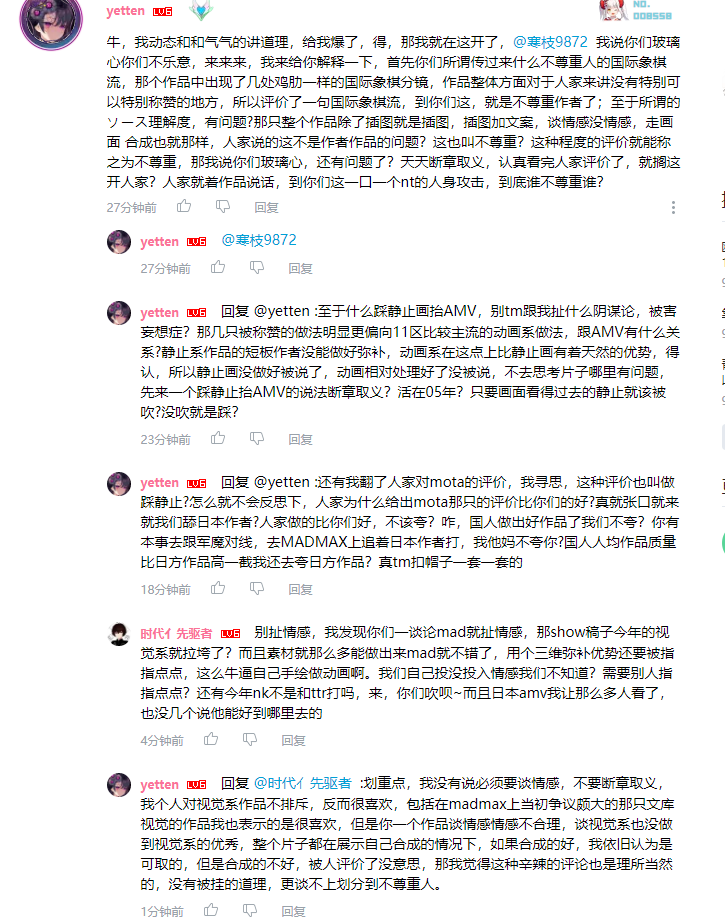 yetten LV6
NO.
008558
牛，我动态和和气气的讲道理，给我爆了，得，那我就在这开了，@寒枝9872 我说你们玻璃
心你们不乐意，来来来，我来给你解释一下，首先你们所谓传过来什么不尊重人的国际象棋
流，那个作品中出现了几处鸡肋一样的国际象棋分镜，作品整体方面对于人家来讲没有特别可
以特别称赞的地方，所以评价了一句国际象棋流，到你们这，就是不尊重作者了；至于所谓的
ソース理解度，有问题?那只整个作品除了插图就是插图，插图加文案，谈情感没情感，走画
面 合成也就那样，人家说的这不是作者作品的问题？这也叫不尊重？这种程度的评价就能称
之为不尊重，那我说你们玻璃心，还有问题了？天天断章取义，认真看完人家评价了，就搁这
开人家？人家就着作品说话，到你们这一口一个nt的人身攻击，到底谁不尊重谁?
27分钟前 回复
yetten LV6 @寒枝9872
27分钟前 回复
yetten LV6 回复 @yetten :至于什么踩静止画抬AMV，别tm跟我扯什么阴谋论，被害
妄想症？那几只被称赞的做法明显更偏向11区比较主流的动画系做法，跟AMV有什么关
系?静止系作品的短板作者没能做好弥补，动画系在这点上比静止画有着天然的优势，得
认，所以静止画没做好被说了，动画相对处理好了没被说，不去思考片子哪里有问题，
先来一个踩静止抬AMV的说法断章取义？活在05年？只要画面看得过去的静止就该被
吹?没吹就是踩?
23分钟前 回复
yetten LV6 回复 @yetten :还有我翻了人家对mota的评价，我寻思，这种评价也叫做
踩静止?怎么就不会反思下，人家为什么给出mota那只的评价比你们的好?真就张口就来
就我们舔日本作者?人家做的比你们好，不该夸？咋，国人做出好作品了我们不夸？你有
本事去跟军魔对线，去MADMAX上追着日本作者打，我他妈不夸你?国人人均作品质量
比日方作品高一截我还去夸日方作品？真tm扣帽子一套一套的
18分钟前 回复
时代亻先驱者 LV6 别扯情感，我发现你们一谈论mad就扯情感，那show稿子今年的视
觉系就拉垮了？而且素材就那么多能做出来mad就不错了，用个三维弥补优势还要被指
指点点，这么牛逼自己手绘做动画啊。我们自己投没投入情感我们不知道？需要别人指
指点点？还有今年nk不是和ttr打吗，来，你们吹呗~而且日本amv我让那么多人看了，
也没几个说他能好到哪里去的
4分钟前 回复
yetten LV6 回复 @时代亻先驱者 :划重点，我没有说必须要谈情感，不要断章取义，
我个人对视觉系作品不排斥，反而很喜欢，包括在madmax上当初争议颇大的那只文库
视觉的作品我也表示的是很喜欢，但是你一个作品谈情感情感不合理，谈视觉系也没做
到视觉系的优秀，整个片子都在展示自己合成的情况下，如果合成的好，我依旧认为是
可取的，但是合成的不好，被人评价了没意思，那我觉得这种辛辣的评论也是理所当然
的，没有被挂的道理，更谈不上划分到不尊重人。
1分钟前 回复